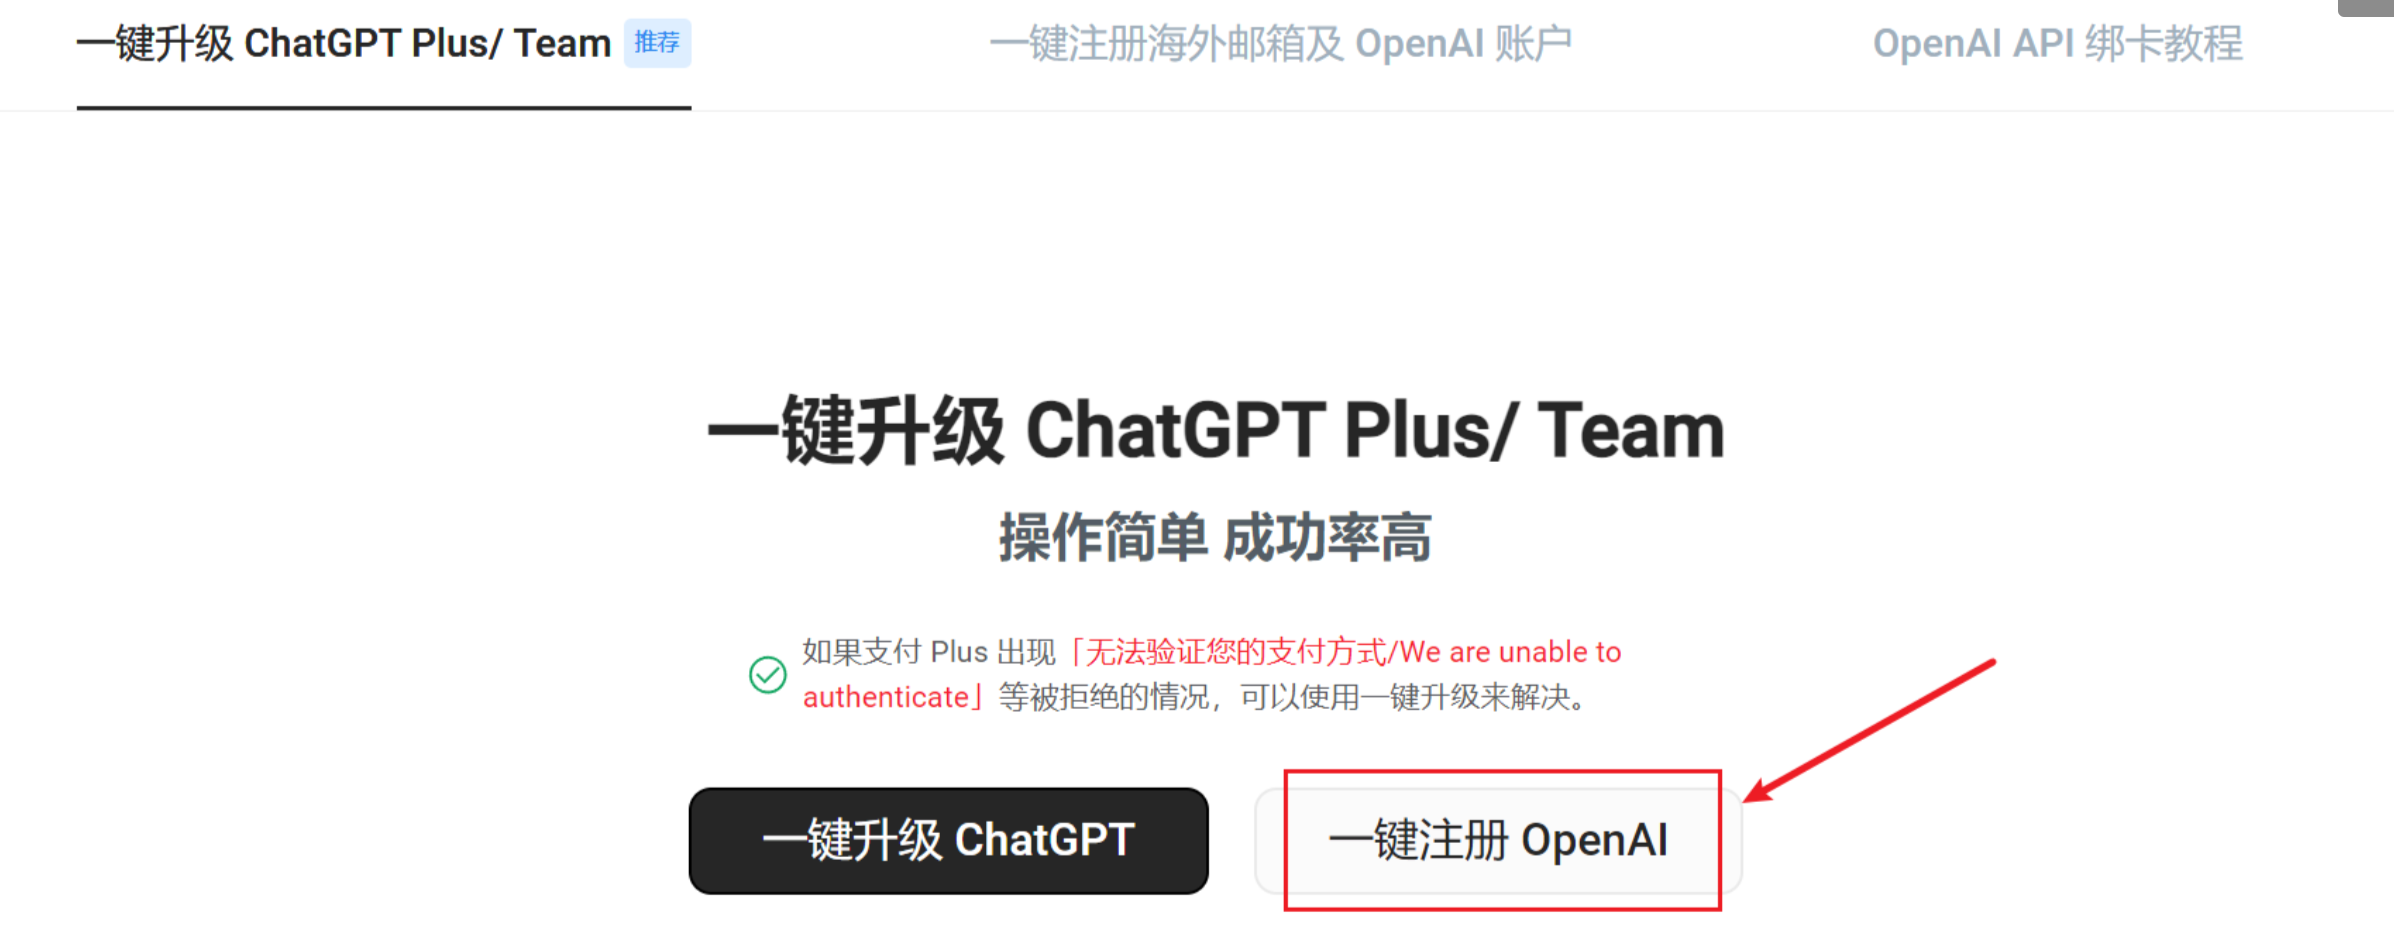 一键升级 ChatGPT Plus/ Team 推荐
一键注册海外邮箱及 OpenAI 账户
OpenAI API 绑卡教程
一键升级 ChatGPT Plus/ Team
操作简单 成功率高
如果支付 Plus 出现「无法验证您的支付方式/We are unable to
authenticate」等被拒绝的情况，可以使用一键升级来解决。
一键升级 ChatGPT
一键注册 OpenAI